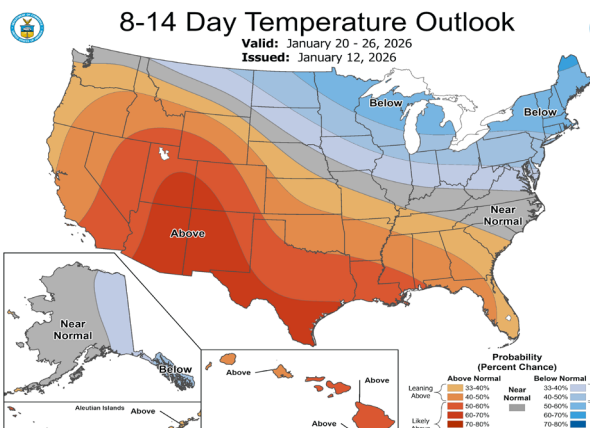 8-14 Day Temperature Outlook
Valid: January 20 - 26, 2026
Issued: January 12, 2026
Below
Below
Near
Normal
Above
Near
Normal
Below
Aleutian Islands
Above
Above
Above
Above
Probability
(Percent Chance)
Above Normal
Near
Normal
Below Normal
Leaning
Above
33-40%
40-50%
50-60%
60-70%
70-80%
Likely
Above
33-40%
40-50%
50-60%
60-70%
70-80%